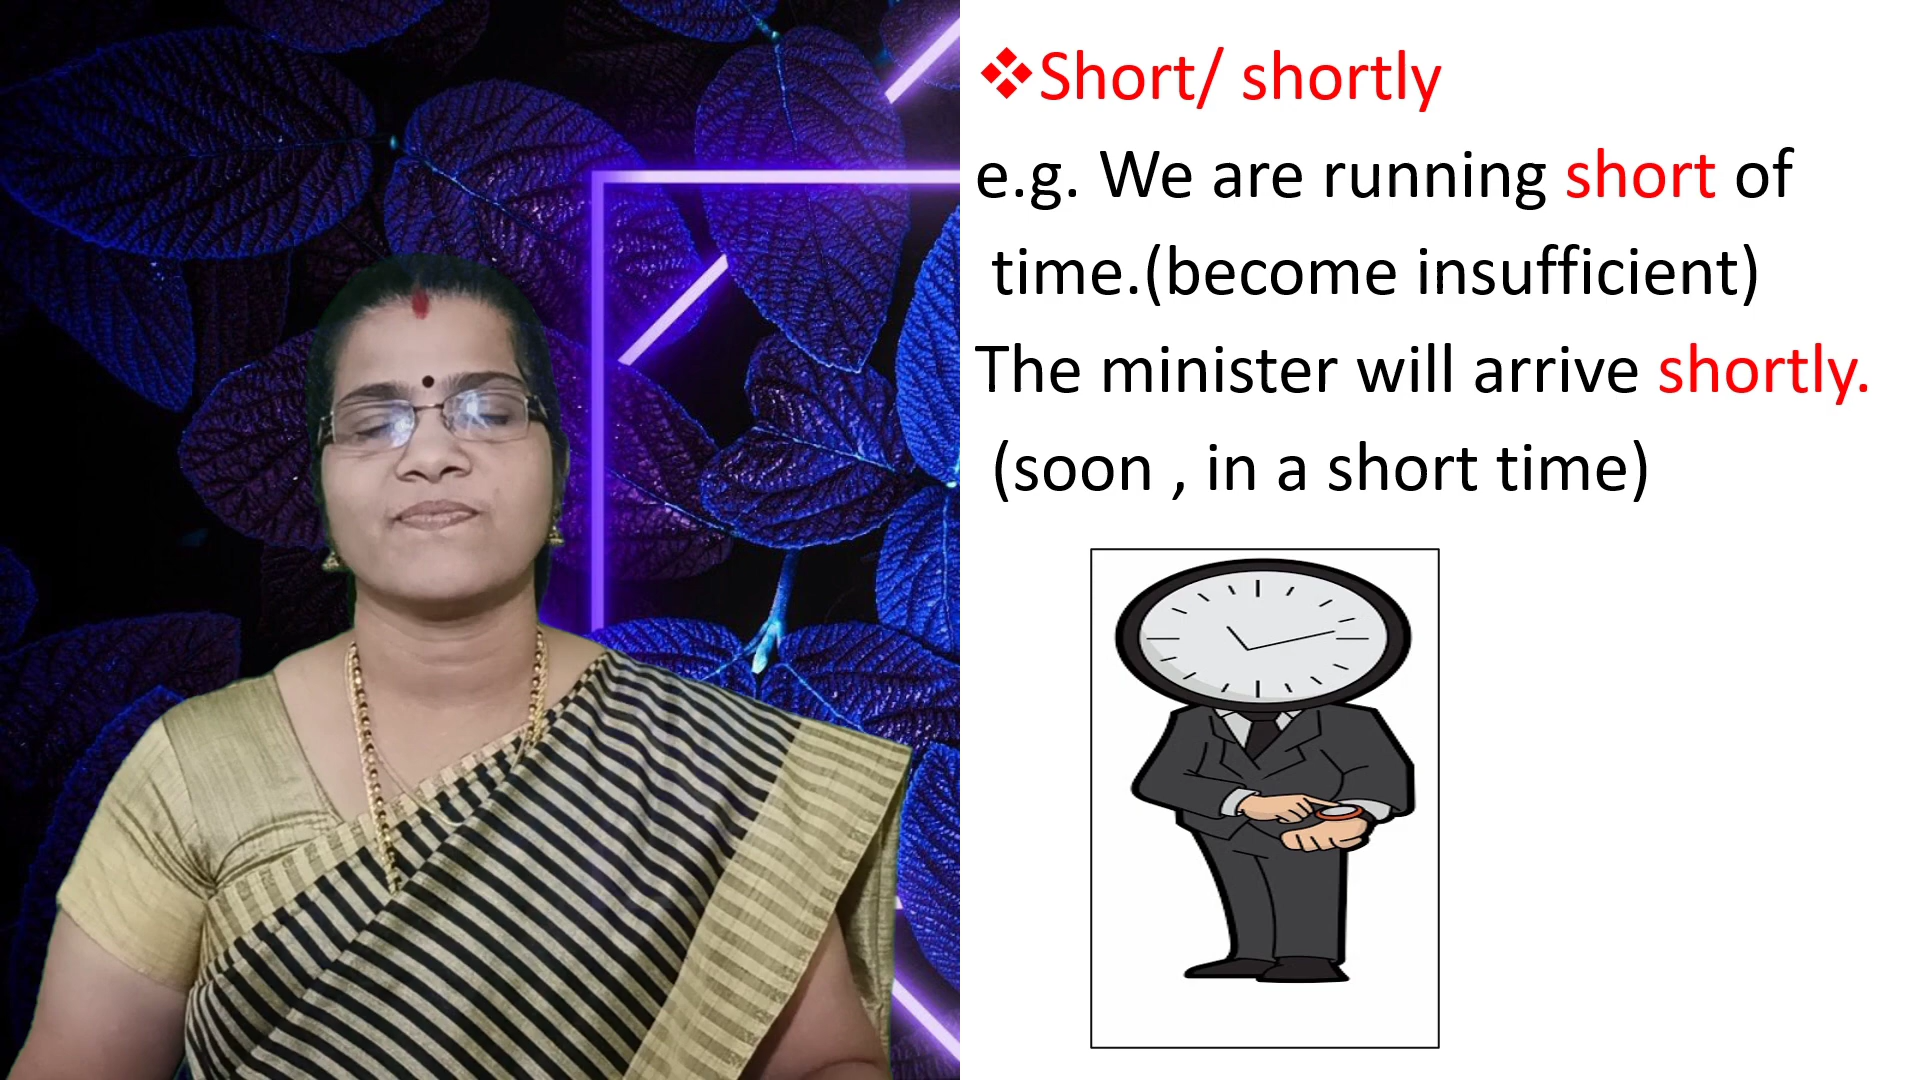 ❖Short/ shortly
e.g. We are running short of
time.(become insufficient)
The minister will arrive shortly.
(soon , in a short time)